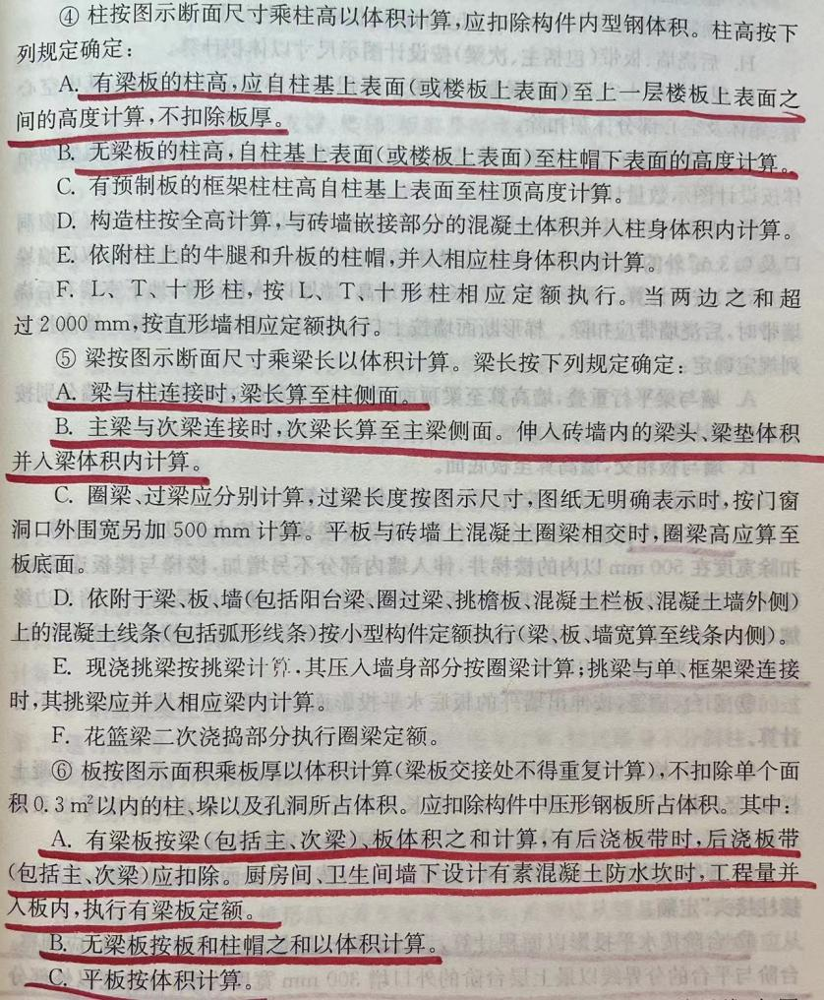 ④ 柱按图示断面尺寸乘柱高以体积计算,应扣除构件内型钢体积。柱高按下
列规定确定:
A. 有梁板的柱高,应自柱基上表面(或楼板上表面)至上一层楼板上表面之
间的高度计算,不扣除板厚。
B. 无梁板的柱高,自柱基上表面(或楼板上表面)至柱帽下表面的高度计算。
C. 有预制板的框架柱柱高自柱基上表面至柱顶高度计算。
D. 构造柱按全高计算,与砖墙嵌接部分的混凝土体积并入柱身体积内计算。
E. 依附柱上的牛腿和升板的柱帽,并入相应柱身体积内计算。
F. L、T、十形柱,按 L、T、十形柱相应定额执行。当两边之和超
过 2 000 mm,按直形墙相应定额执行。
⑤ 梁按图示断面尺寸乘梁长以体积计算。梁长按下列规定确定:
A. 梁与柱连接时,梁长算至柱侧面。
B. 主梁与次梁连接时,次梁长算至主梁侧面。伸入砖墙内的梁头、梁垫体积
并入梁体积内计算。
C. 圈梁、过梁应分别计算,过梁长度按图示尺寸,图纸无明确表示时,按门窗
洞口外围宽另加 500 mm 计算。平板与砖墙上混凝土圈梁相交时,圈梁高应算至
板底面。
D. 依附于梁、板、墙(包括阳台梁、圈过梁、挑檐板、混凝土栏板、混凝土墙外侧)
上的混凝土线条(包括弧形线条)按小型构件定额执行(梁、板、墙宽算至线条内侧)。
E. 现浇挑梁按挑梁计算,其压入墙身部分按圈梁计算;挑梁与单、框架梁连接
时,其挑梁应并入相应梁内计算。
F. 花篮梁二次浇捣部分执行圈梁定额。
⑥ 板按图示面积乘板厚以体积计算(梁板交接处不得重复计算),不扣除单个面
积 0.3 m²以内的柱、垛以及孔洞所占体积。应扣除构件中压形钢板所占体积。其中:
A. 有梁板按梁(包括主、次梁)、板体积之和计算,有后浇板带时,后浇板带
(包括主、次梁)应扣除。厨房间、卫生间墙下设计有素混凝土防水坎时,工程量并
入板内,执行有梁板定额。
B. 无梁板按板和柱帽之和以体积计算。
C. 平板按体积计算。